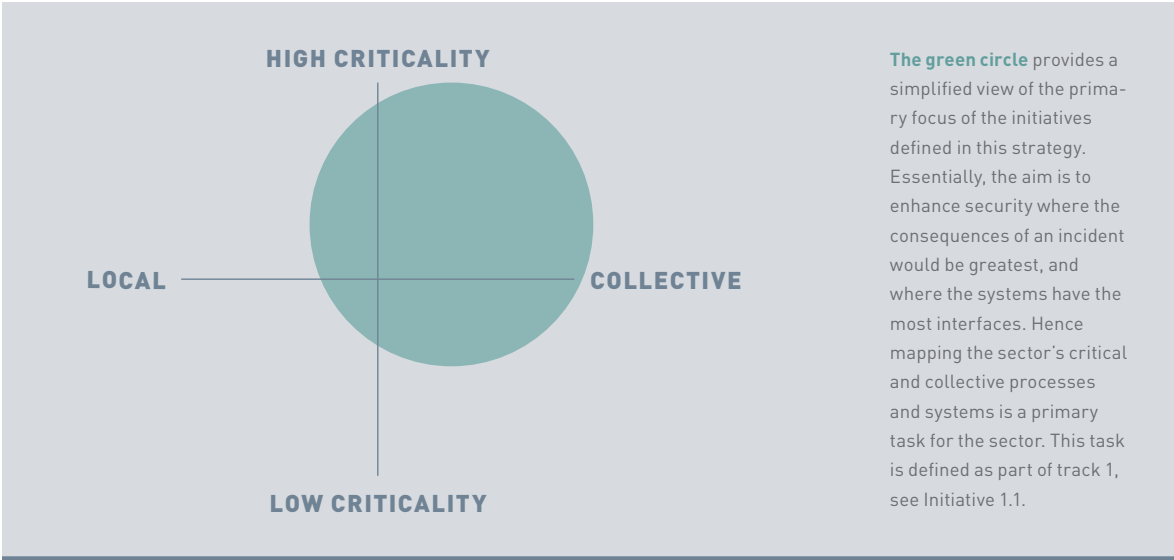 HIGH CRITICALITY
LOCAL
COLLECTIVE
LOW CRITICALITY
The green circle provides a
simplified view of the prima-
ry focus of the initiatives
defined in this strategy.
Essentially, the aim is to
enhance security where the
consequences of an incident
would be greatest, and
where the systems have the
most interfaces. Hence
mapping the sector's critical
and collective processes
and systems is a primary
task for the sector. This task
is defined as part of track 1,
see Initiative 1.1.